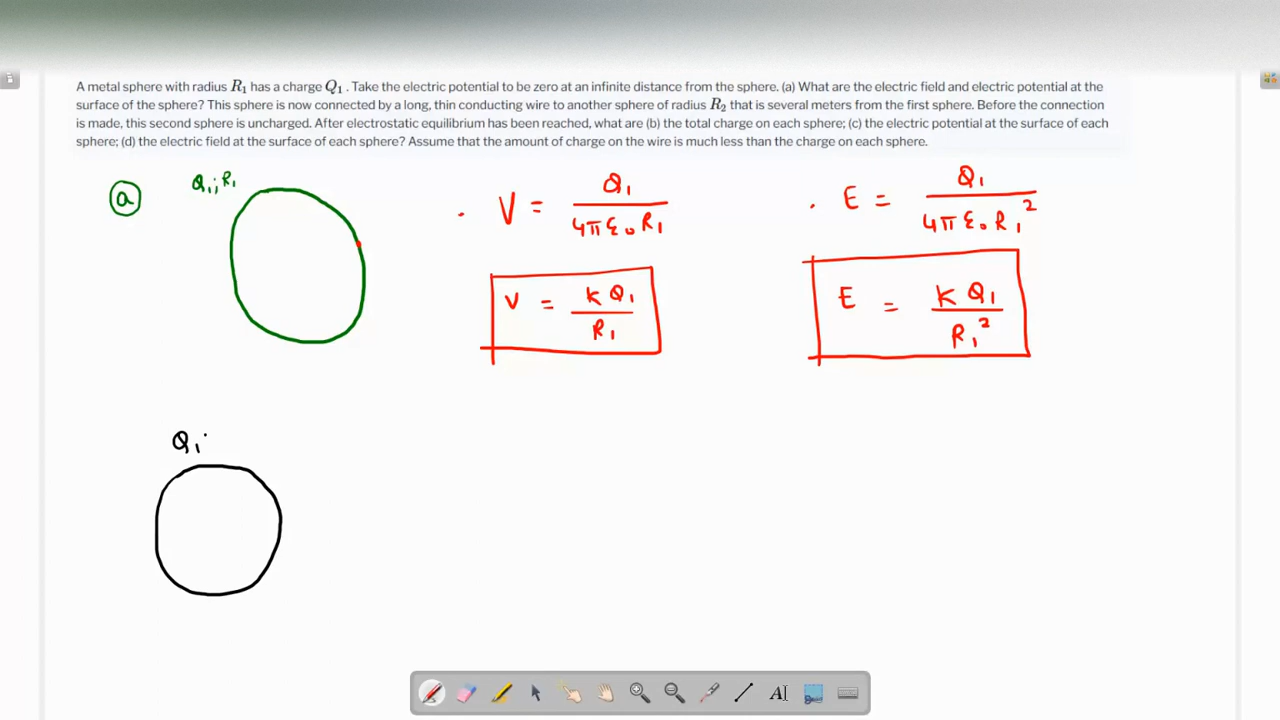 A metal sphere with radius R₁ has a charge Q₁ . Take the electric potential to be zero at an infinite distance from the sphere. (a) What are the electric field and electric potential at the
surface of the sphere? This sphere is now connected by a long, thin conducting wire to another sphere of radius R₂ that is several meters from the first sphere. Before the connection
is made, this second sphere is uncharged. After electrostatic equilibrium has been reached, what are (b) the total charge on each sphere; (c) the electric potential at the surface of each
sphere; (d) the electric field at the surface of each sphere? Assume that the amount of charge on the wire is much less than the charge on each sphere.
a
Q₁; R₁
V = Q₁ / 4πε₀R₁
E = Q₁ / 4πε₀R₁²
V = kQ₁ / R₁
E = kQ₁ / R₁²
Q₁